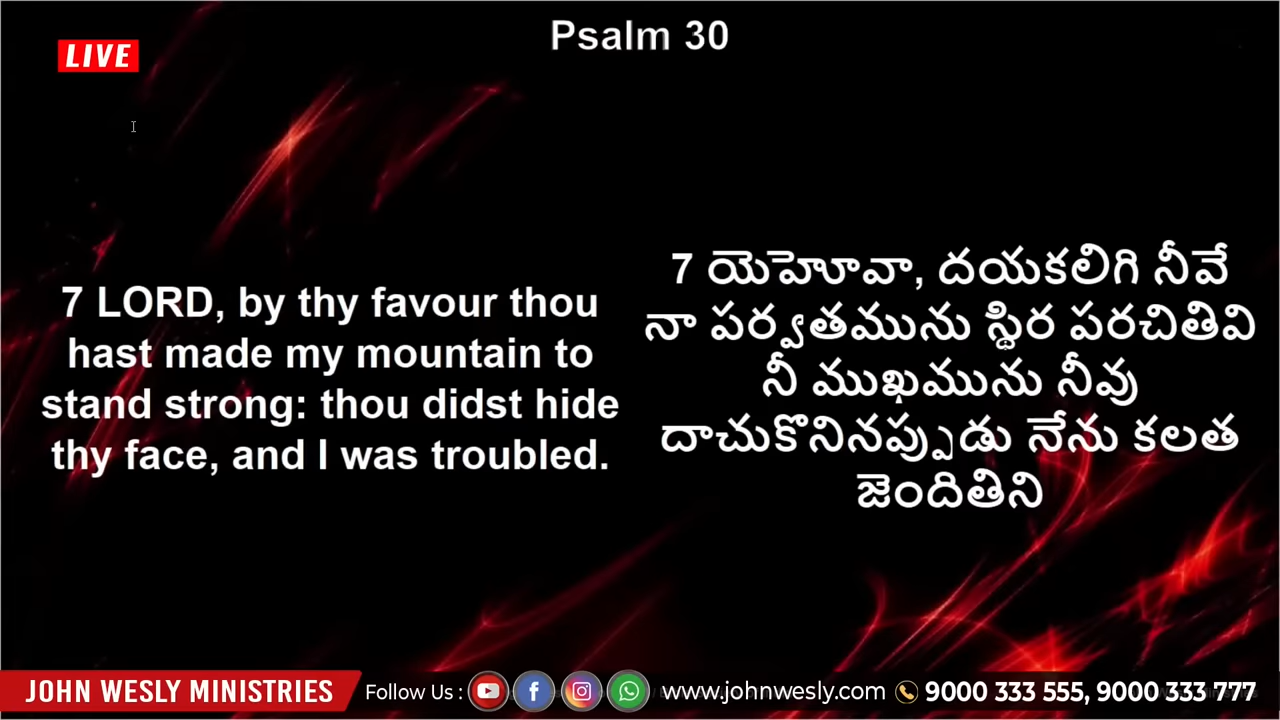 Psalm 30
LIVE
7 LORD, by thy favour thou
hast made my mountain to
stand strong: thou didst hide
thy face, and I was troubled.
7 యెహోవా, దయకలిగి నీవే
నా పర్వతమును స్థిర పరచితివి
నీ ముఖమును నీవు
దాచుకొనినప్పుడు నేను కలత
జెందితిని
JOHN WESLY MINISTRIES
Follow Us :
www.johnwesly.com
9000 333 555, 9000 333 777